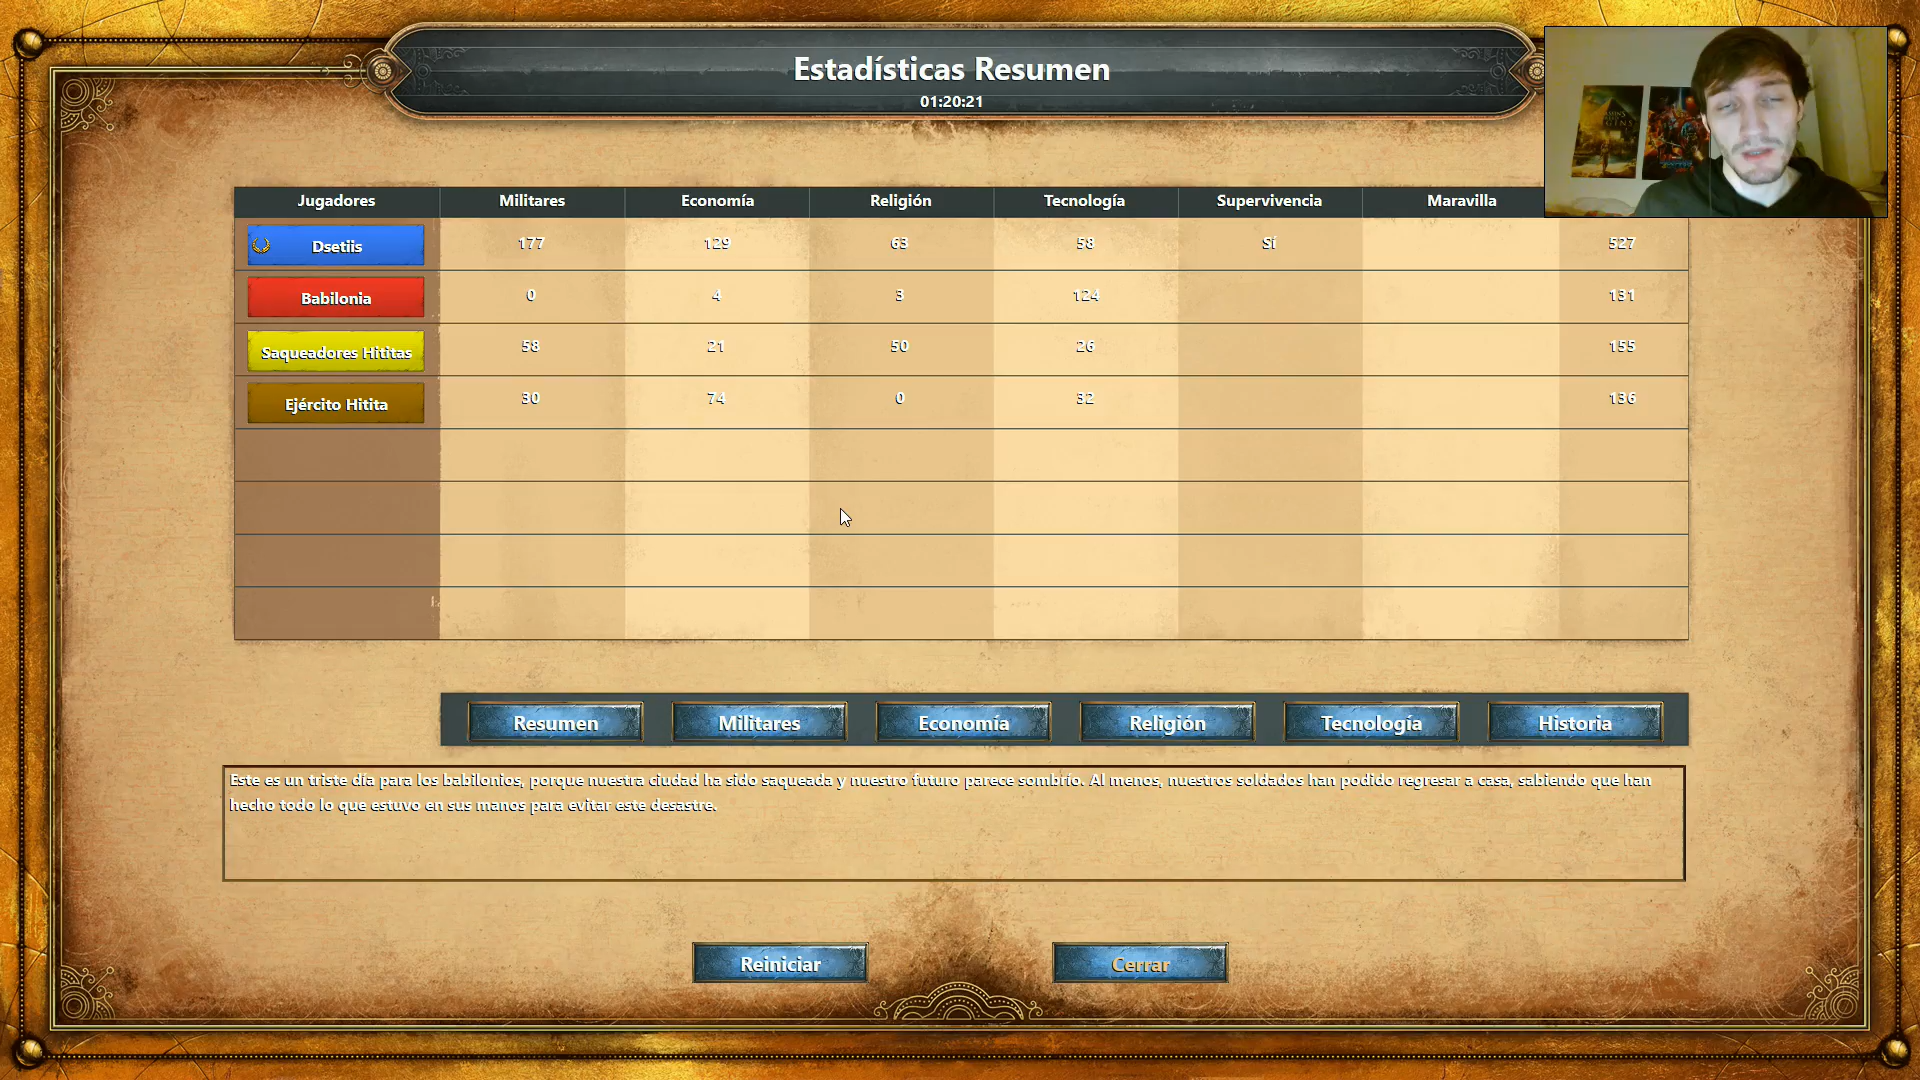 Estadísticas Resumen
01:20:21
Jugadores Militares Economía Religión Tecnología Supervivencia Maravilla
Dsetiis 177 129 63 58 Sí 527
Babilonia 0 4 3 124 131
Saqueadores Hititas 58 21 50 26 155
Ejército Hitita 30 74 0 32 136
Resumen Militares Economía Religión Tecnología Historia
Este es un triste día para los babilonios, porque nuestra ciudad ha sido saqueada y nuestro futuro parece sombrío. Al menos, nuestros soldados han podido regresar a casa, sabiendo que han
hecho todo lo que estuvo en sus manos para evitar este desastre.
Reiniciar Cerrar